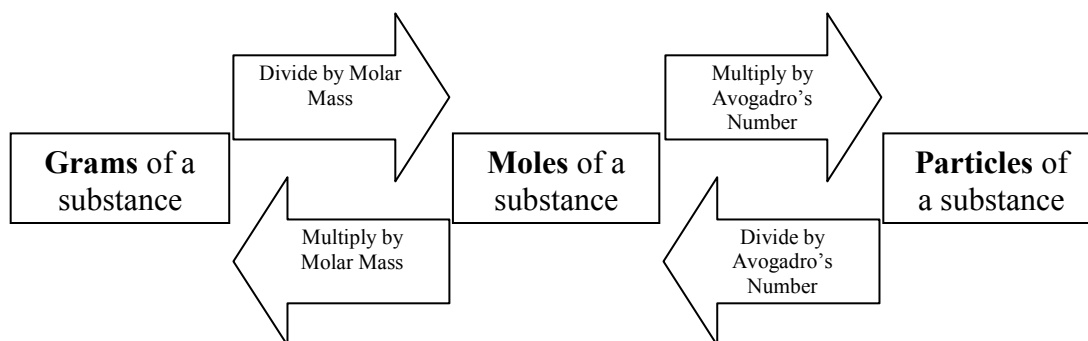 Divide by Molar
Mass
Multiply by
Avogadro’s
Number
Grams of a
substance
Moles of a
substance
Particles of
a substance
Multiply by
Molar Mass
Divide by
Avogadro’s
Number